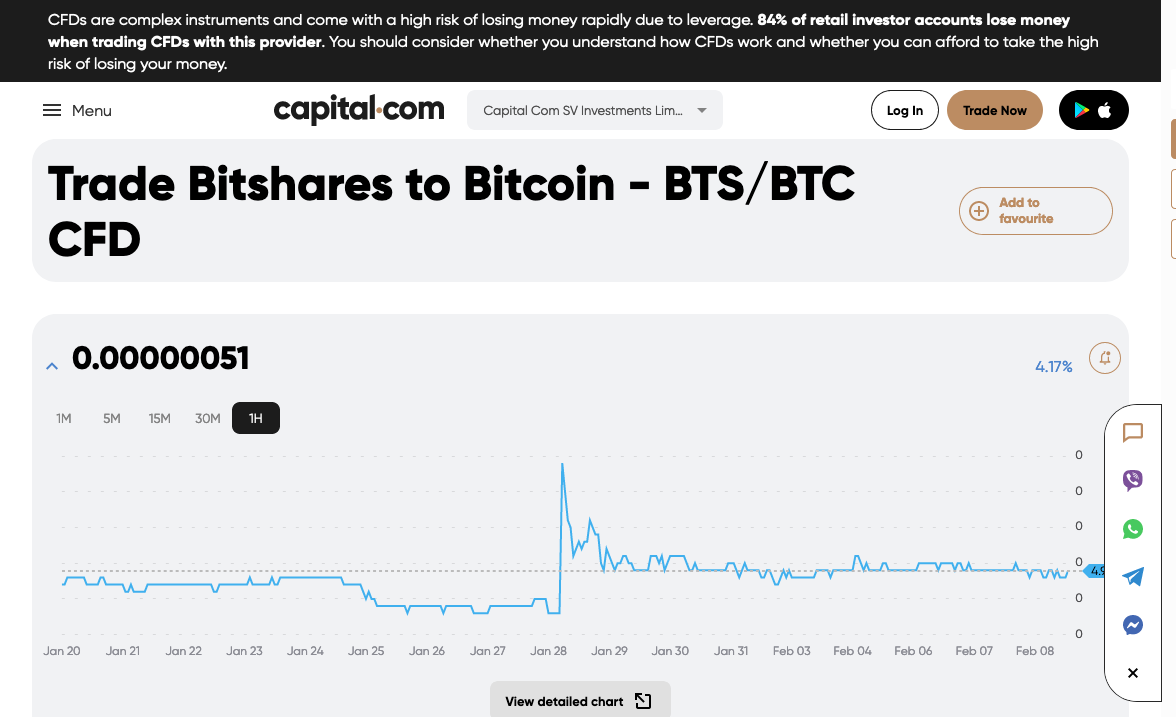 CFDs are complex instruments and come with a high risk of losing money rapidly due to leverage. 84% of retail investor accounts lose money
when trading CFDs with this provider. You should consider whether you understand how CFDs work and whether you can afford to take the high
risk of losing your money.
Menu
capital.com
Capital Com SV Investments Lim...
Log In
Trade Now
Trade Bitshares to Bitcoin - BTS/BTC
CFD
Add to
favourite
0.00000051
4.17%
1M 5M 15M 30M 1H
0
0
0
0
4.9
0
0
Jan 20 Jan 21 Jan 22 Jan 23 Jan 24 Jan 25 Jan 26 Jan 27 Jan 28 Jan 29 Jan 30 Jan 31 Feb 03 Feb 04 Feb 06 Feb 07 Feb 08
View detailed chart